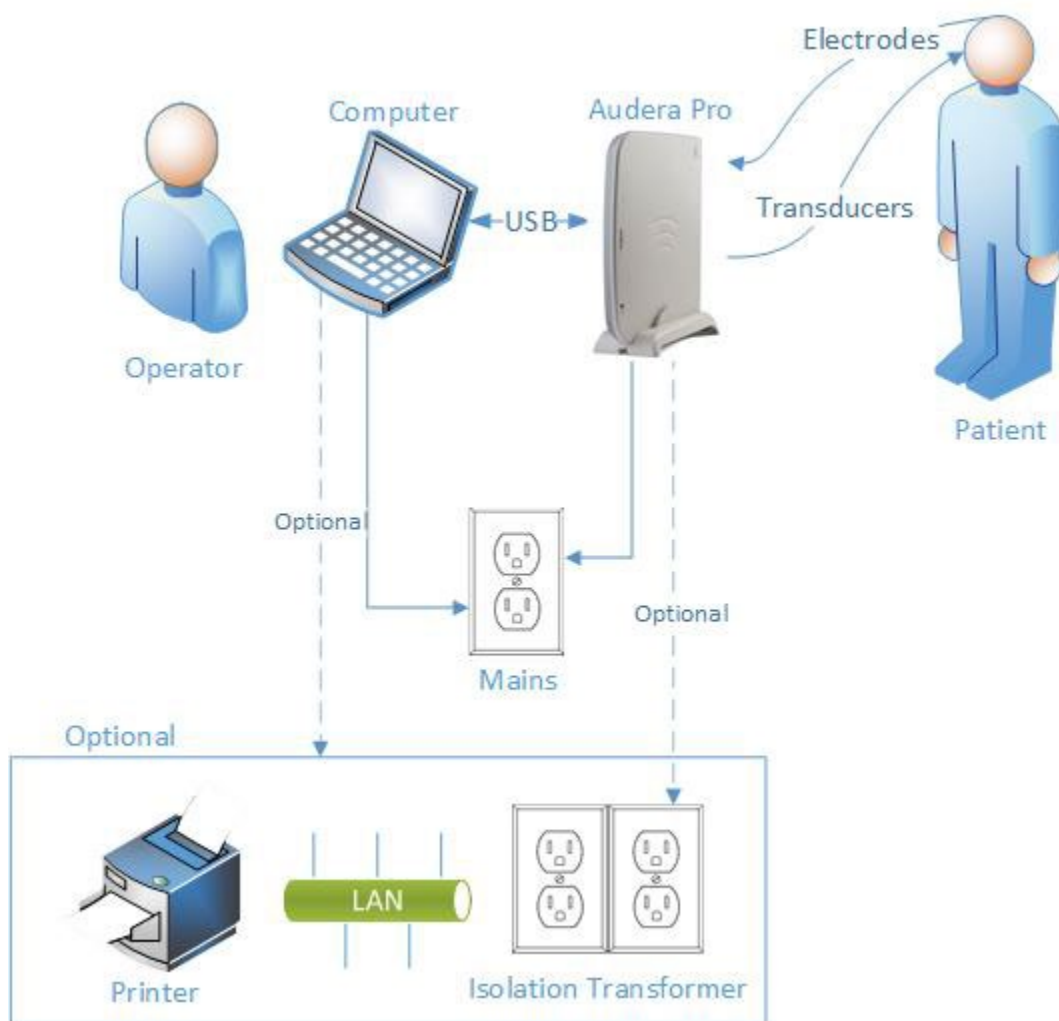 Electrodes
Computer
Audera Pro
USB
Transducers
Operator
Patient
Optional
Optional
Mains
Optional
LAN
Printer
Isolation Transformer